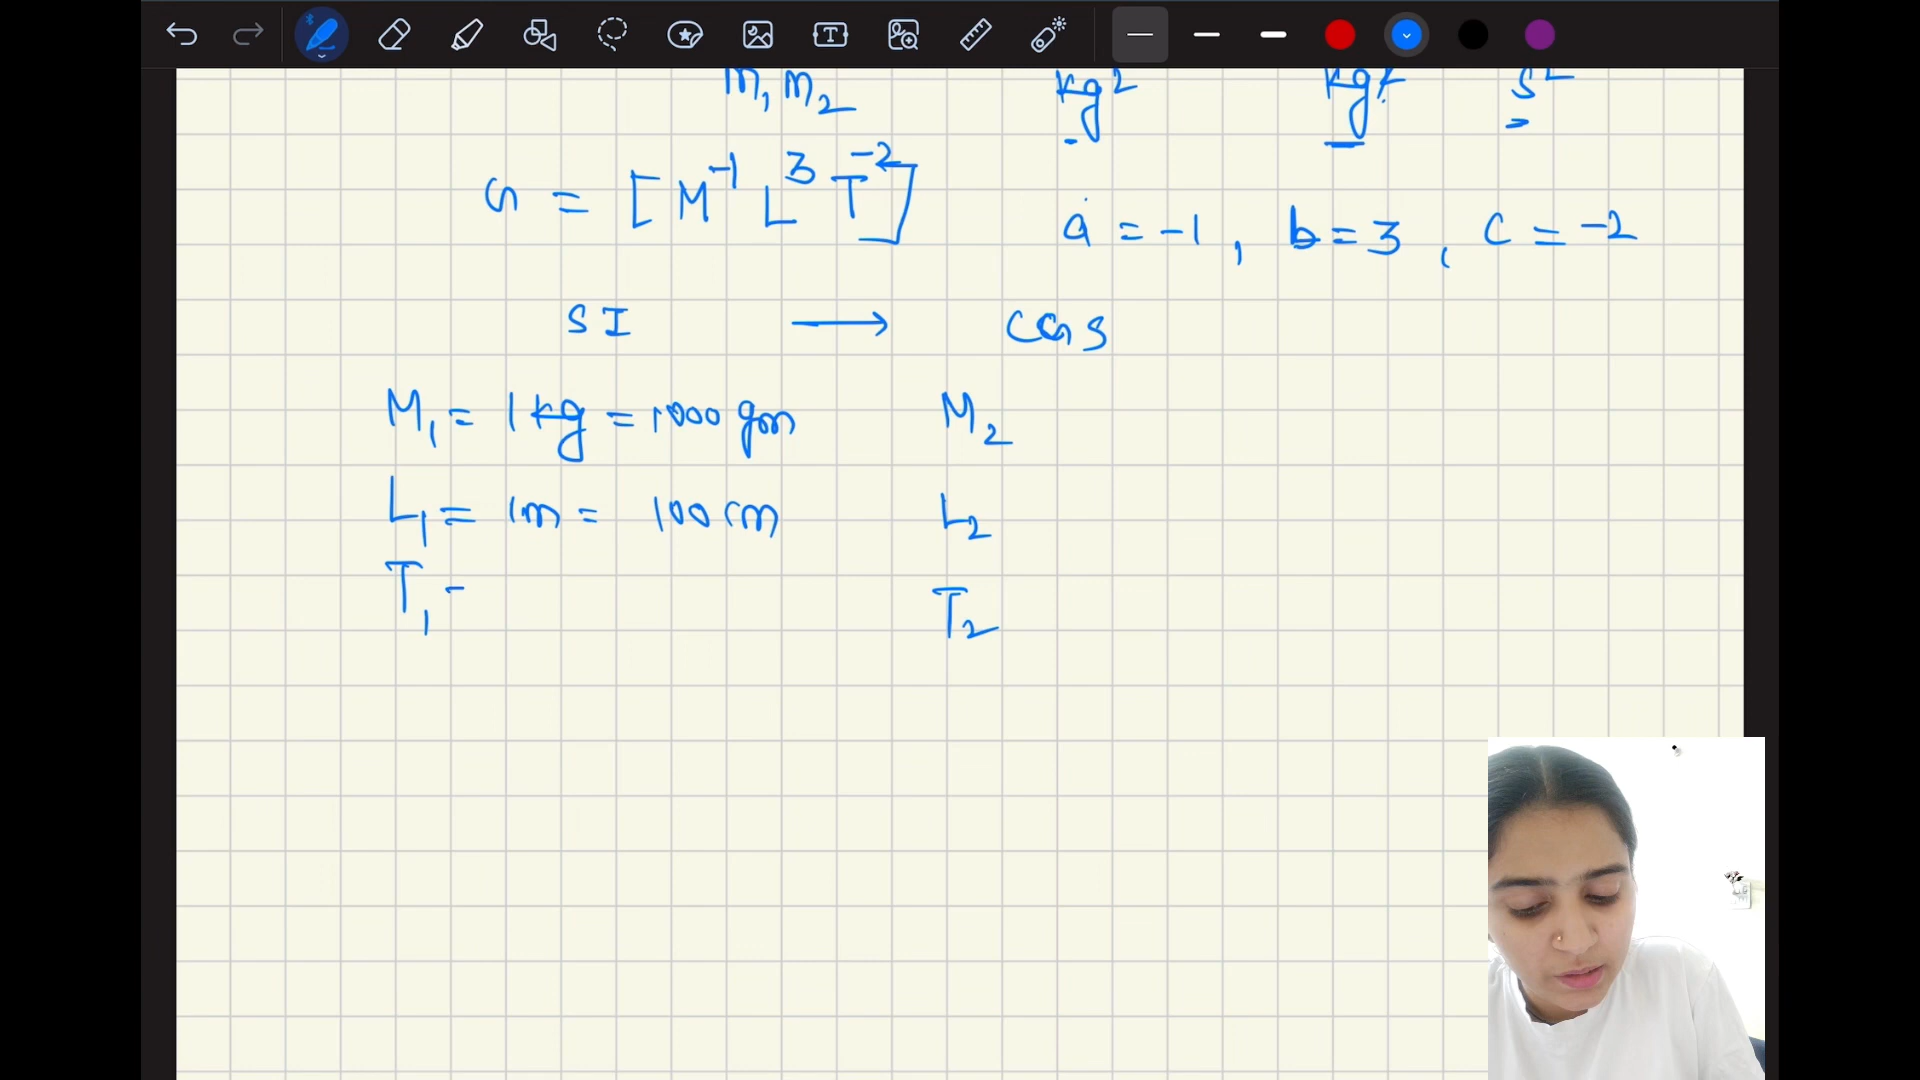 m₁ m₂ kg² kg² s²
G = [M⁻¹ L³ T⁻²]
a = -1, b = 3, c = -2
SI → CGS
M₁ = 1 kg = 1000 gm M₂
L₁ = 1m = 100 cm L₂
T₁ - T₂